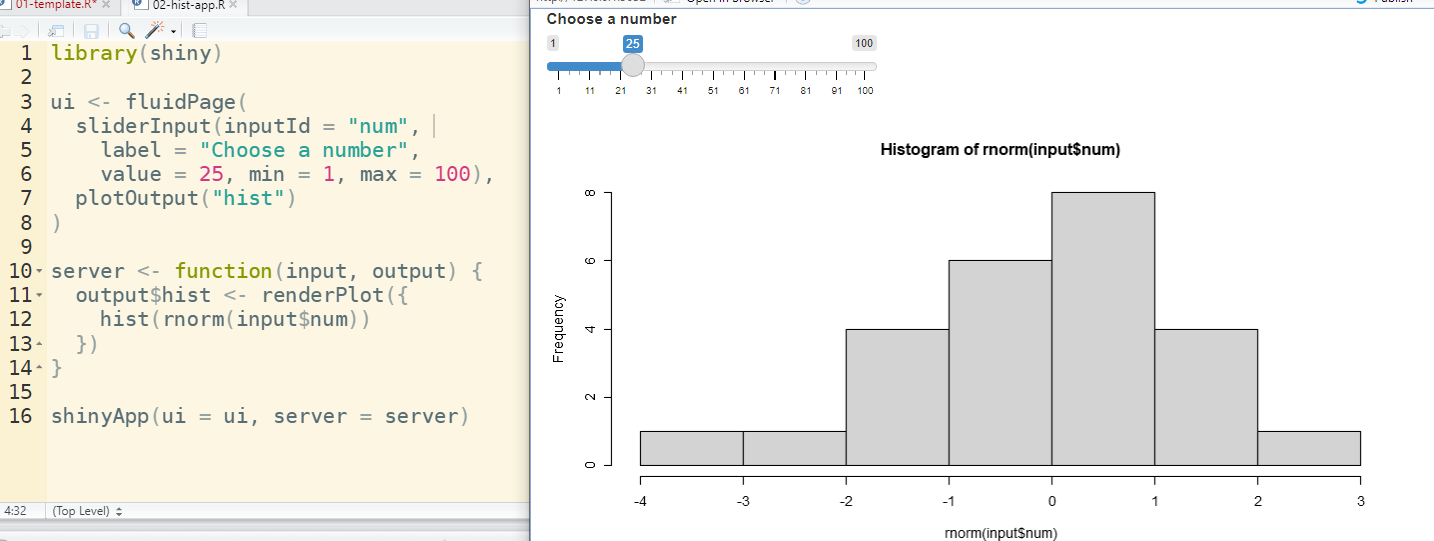 01-template.R*
02-hist-app.R
1 library(shiny)
2
3 ui <- fluidPage(
4 sliderInput(inputId = "num",
5 label = "Choose a number",
6 value = 25, min = 1, max = 100),
7 plotOutput("hist")
8 )
9
10 server <- function(input, output) {
11 output$hist <- renderPlot({
12 hist(rnorm(input$num))
13 })
14 }
15
16 shinyApp(ui = ui, server = server)
4:32 (Top Level)
Choose a number
1 25 100
1 11 21 31 41 51 61 71 81 91 100
Histogram of rnorm(input$num)
Frequency
8
6
4
2
0
-4 -3 -2 -1 0 1 2 3
rnorm(input$num)